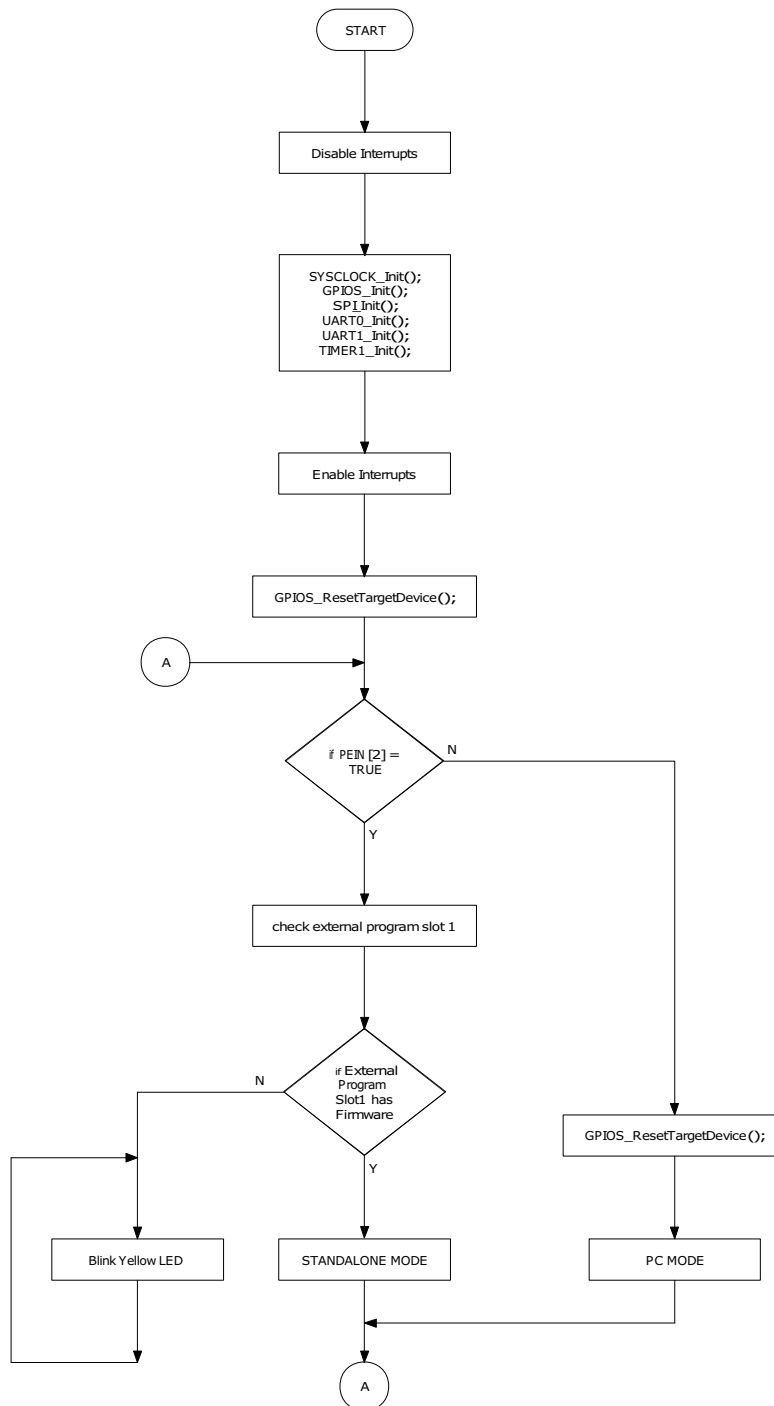 START
Disable Interrupts
SYSCLOCK_Init();
GPIOS_Init();
SPI_Init();
UART0_Init();
UART1_Init();
TIMER1_Init();
Enable Interrupts
GPIOS_ResetTargetDevice();
A
if PEIN [2] =
TRUE
N
Y
check external program slot 1
if External
Program
Slot1 has
Firmware
N
Y
GPIOS_ResetTargetDevice();
Blink Yellow LED
STANDALONE MODE
PC MODE
A